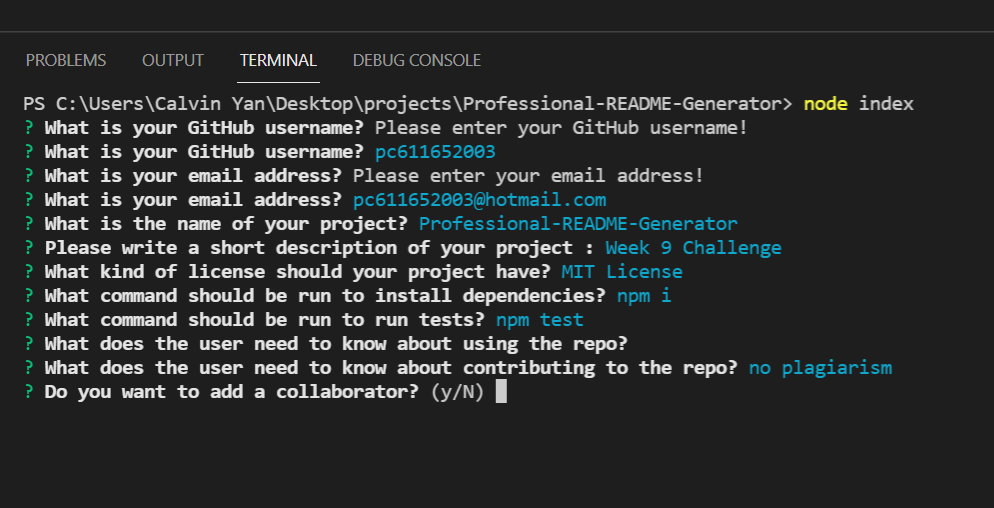 PROBLEMS OUTPUT TERMINAL DEBUG CONSOLE
PS C:\Users\Calvin Yan\Desktop\projects\Professional-README-Generator> node index
? What is your GitHub username? Please enter your GitHub username!
? What is your GitHub username? pc611652003
? What is your email address? Please enter your email address!
? What is your email address? pc611652003@hotmail.com
? What is the name of your project? Professional-README-Generator
? Please write a short description of your project : Week 9 Challenge
? What kind of license should your project have? MIT License
? What command should be run to install dependencies? npm i
? What command should be run to run tests? npm test
? What does the user need to know about using the repo?
? What does the user need to know about contributing to the repo? no plagiarism
? Do you want to add a collaborator? (y/N)